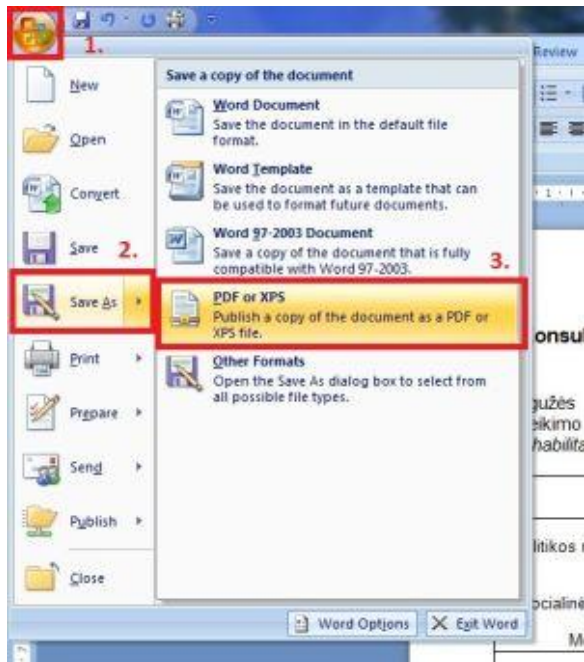 1.
Review
New
Open
Convert
Save
2.
Save As
Print
Prepare
Send
Publish
Close
Save a copy of the document
Word Document
Save the document in the default file
format.
Word Template
Save the document as a template that can
be used to format future documents.
Word 97-2003 Document
Save a copy of the document that is fully
compatible with Word 97-2003.
3.
PDF or XPS
Publish a copy of the document as a PDF or
XPS file.
Other Formats
Open the Save As dialog box to select from
all possible file types.
Word Options
Exit Word
onsul
gužės
eikimo
habilita
litikos
ocialinė